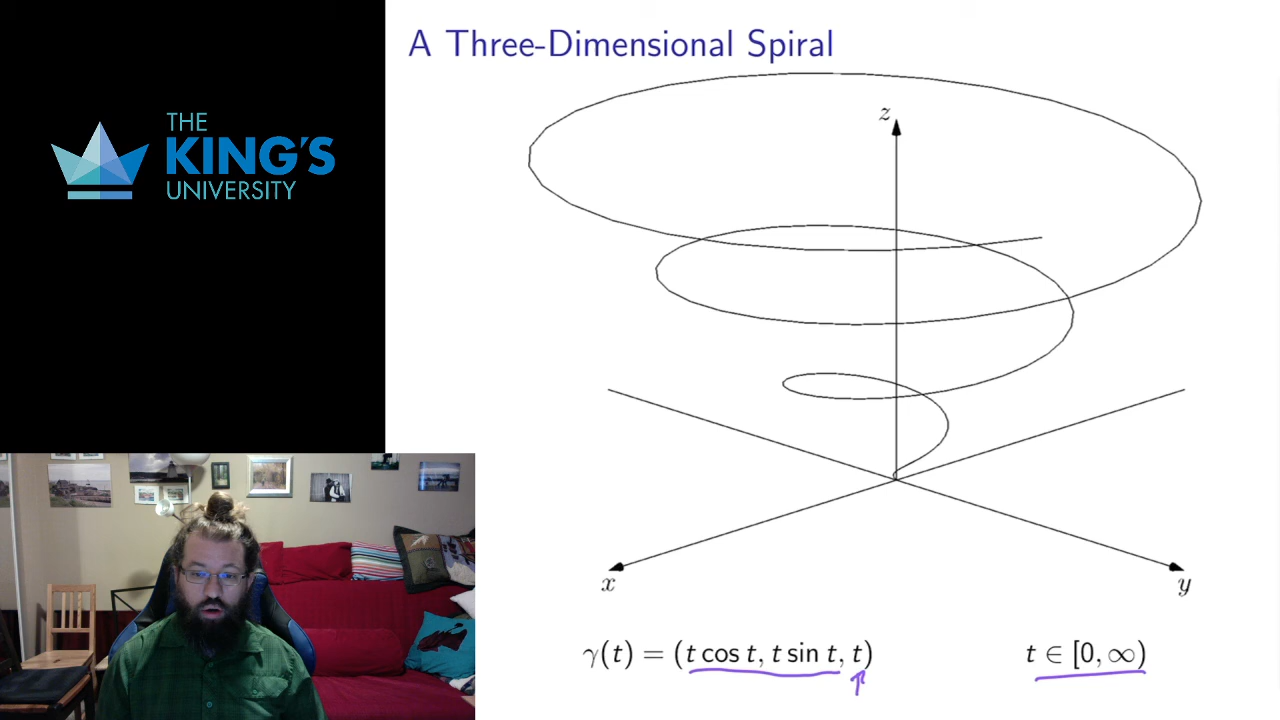 THE
KING'S
UNIVERSITY
A Three-Dimensional Spiral
z
x
y
γ(t) = (t cos t, t sin t, t)
t ∈ [0, ∞)